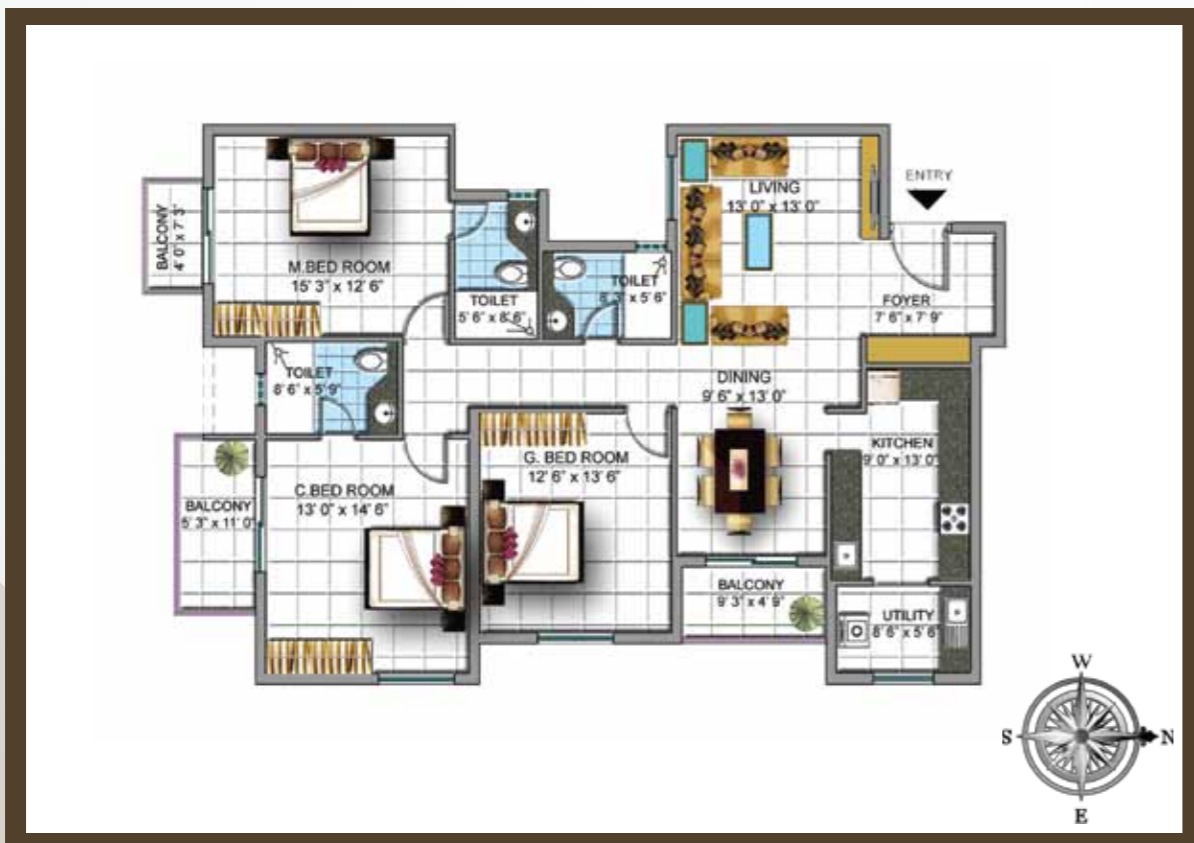 ENTRY
LIVING
13' 0" x 13' 0"
BALCONY
4' 0" x 7' 3"
M.BED ROOM
15' 3" x 12' 6"
TOILET
5' 6" x 8' 6"
TOILET
8' 3" x 5' 6"
FOYER
7' 6" x 7' 9"
TOILET
8' 6" x 5' 9"
DINING
9' 6" x 13' 0"
KITCHEN
9' 0" x 13' 0"
G. BED ROOM
12' 6" x 13' 6"
C.BED ROOM
13' 0" x 14' 6"
BALCONY
5' 3" x 11' 0"
BALCONY
9' 3" x 4' 9"
UTILITY
8' 6" x 5' 6"
W
S
N
E